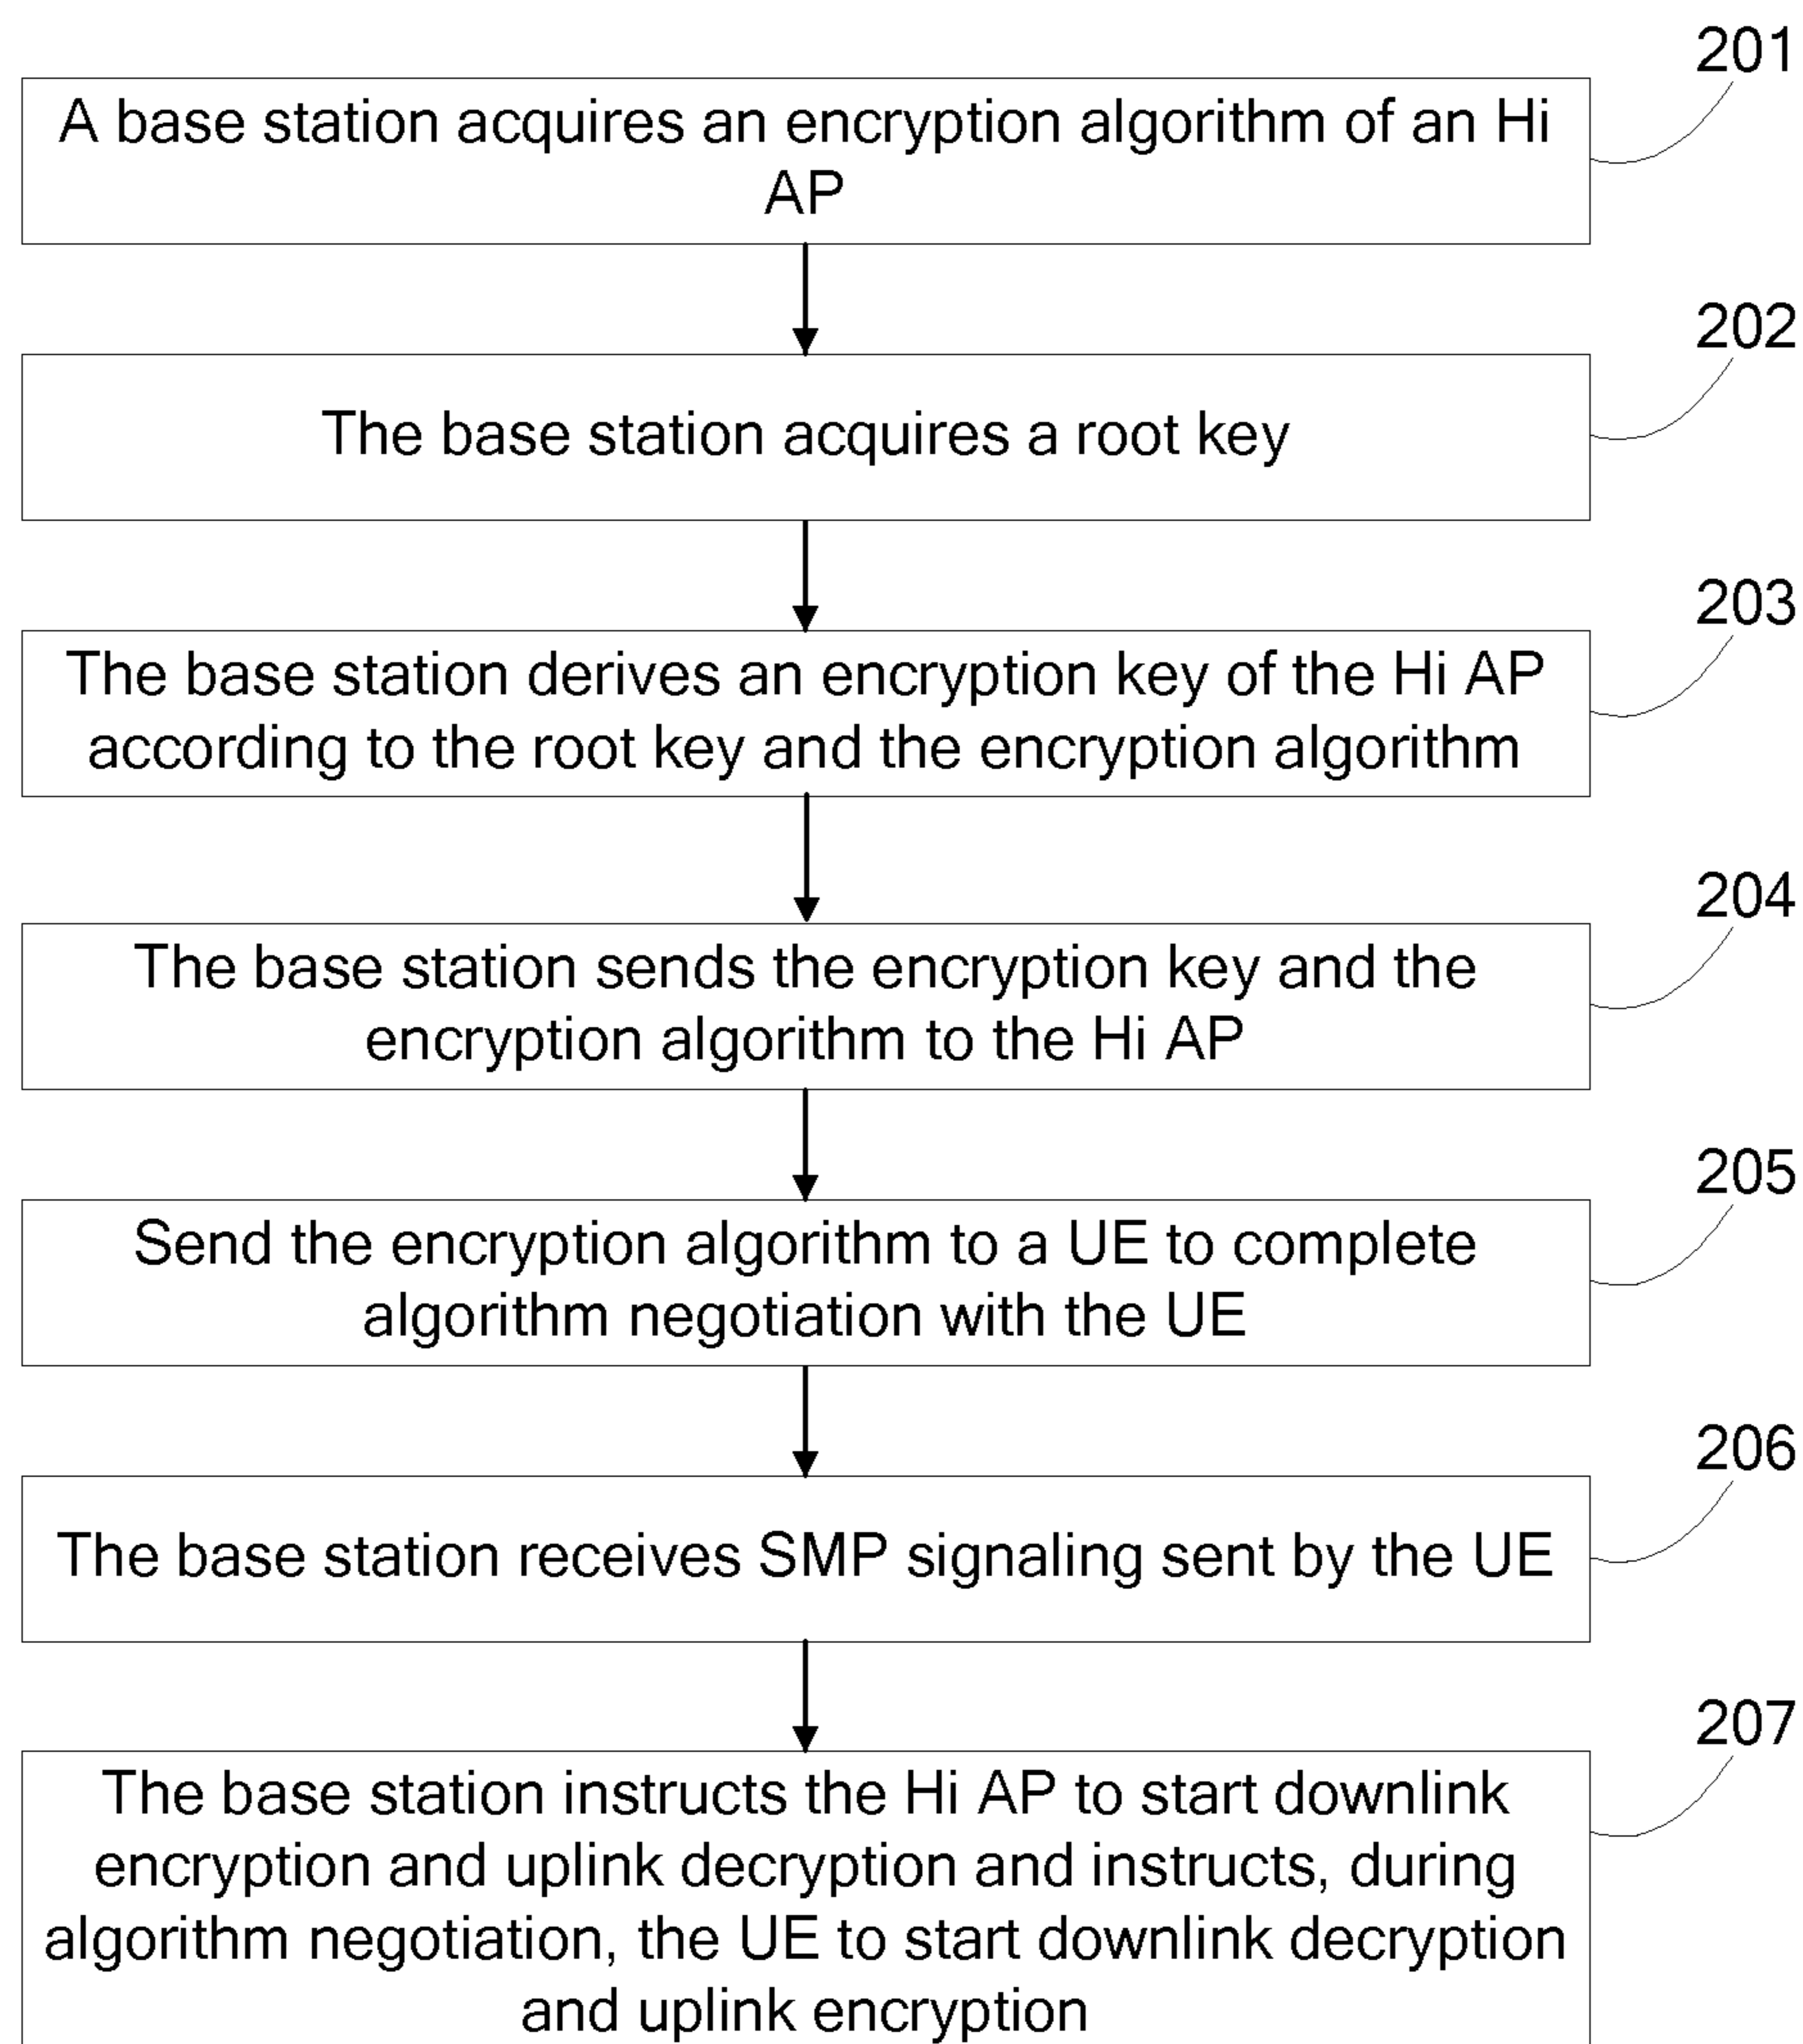 201
A base station acquires an encryption algorithm of an Hi
AP
202
The base station acquires a root key
203
The base station derives an encryption key of the Hi AP
according to the root key and the encryption algorithm
204
The base station sends the encryption key and the
encryption algorithm to the Hi AP
205
Send the encryption algorithm to a UE to complete
algorithm negotiation with the UE
206
The base station receives SMP signaling sent by the UE
207
The base station instructs the Hi AP to start downlink
encryption and uplink decryption and instructs, during
algorithm negotiation, the UE to start downlink decryption
and uplink encryption